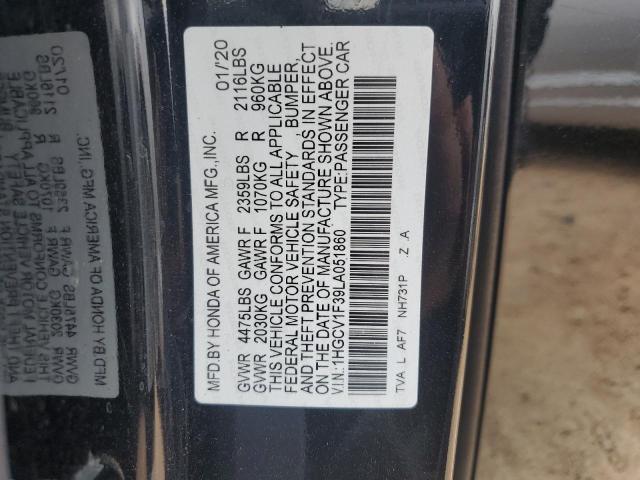 MFD.BY HONDA OF AMERICA MFG.,INC. 01/'20
GVWR 4475LBS GAWR F 2359LBS R 2116LBS
GVWR 2030KG GAWR F 1070KG R 960KG
THIS VEHICLE CONFORMS TO ALL APPLICABLE
FEDERAL MOTOR VEHICLE SAFETY , BUMPER,
AND THEFT PREVENTION STANDARDS IN EFFECT
ON THE DATE OF MANUFACTURE SHOWN ABOVE.
V.I.N.:1HGCV1F39LA051860 TYPE:PASSENGER CAR
TVA L AF7 NH731P .Z .A